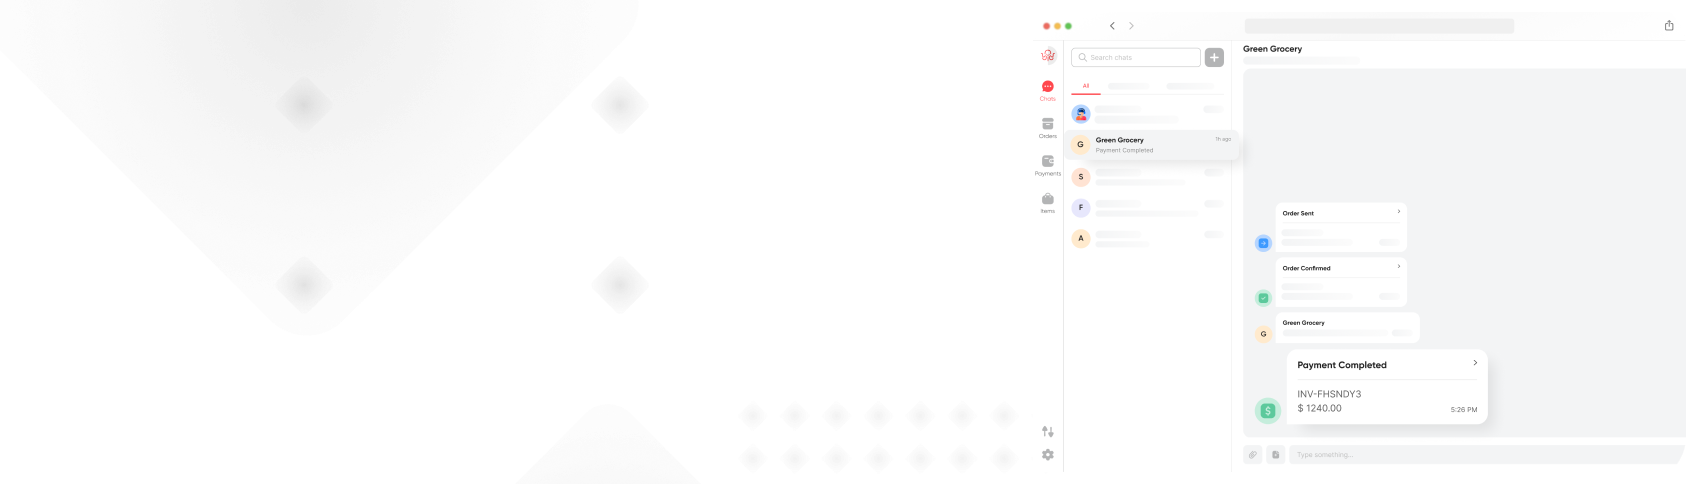 Search chats
All
Chats
Orders
Payments
Items
Green Grocery
1h ago
Payment Completed
G
S
F
A
Green Grocery
Order Sent
Order Confirmed
Green Grocery
G
Payment Completed
INV-FHSNDY3
$ 1240.00
5:26 PM
$
Type something...